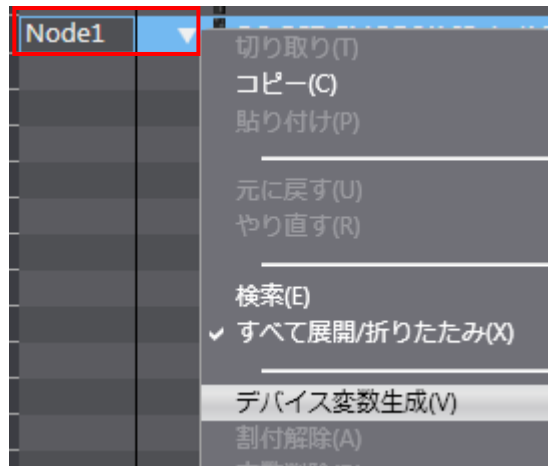 Node1
切り取り(T)
コピー(C)
貼り付け(P)
元に戻す(U)
やり直す(R)
検索(E)
すべて展開/折りたたみ(X)
デバイス変数生成(V)
割付解除(A)